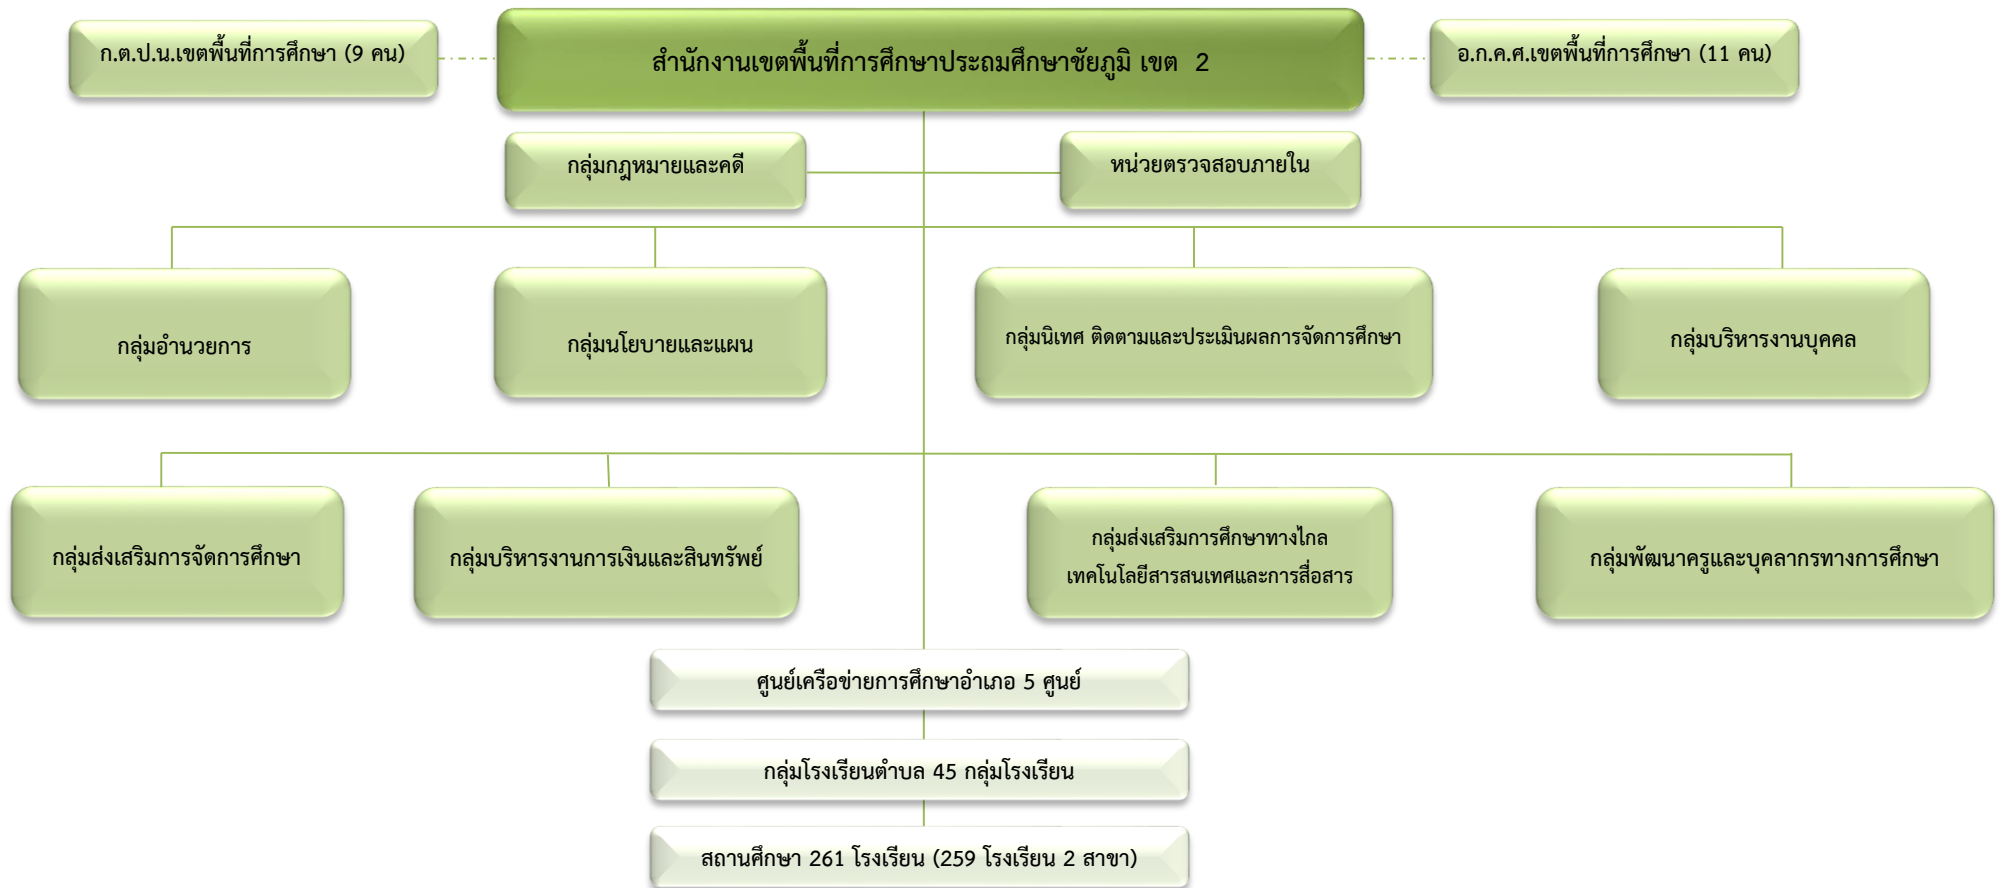 ก.ต.ป.น.เขตพื้นที่การศึกษา (9 คน)
สำนักงานเขตพื้นที่การศึกษาประถมศึกษาชัยภูมิ เขต 2
อ.ก.ค.ศ.เขตพื้นที่การศึกษา (11 คน)
กลุ่มกฎหมายและคดี
หน่วยตรวจสอบภายใน
กลุ่มอำนวยการ
กลุ่มนโยบายและแผน
กลุ่มนิเทศ ติดตามและประเมินผลการจัดการศึกษา
กลุ่มบริหารงานบุคคล
กลุ่มส่งเสริมการจัดการศึกษา
กลุ่มบริหารงานการเงินและสินทรัพย์
กลุ่มส่งเสริมการศึกษาทางไกล
เทคโนโลยีสารสนเทศและการสื่อสาร
กลุ่มพัฒนาครูและบุคลากรทางการศึกษา
ศูนย์เครือข่ายการศึกษาอำเภอ 5 ศูนย์
กลุ่มโรงเรียนตำบล 45 กลุ่มโรงเรียน
สถานศึกษา 261 โรงเรียน (259 โรงเรียน 2 สาขา)